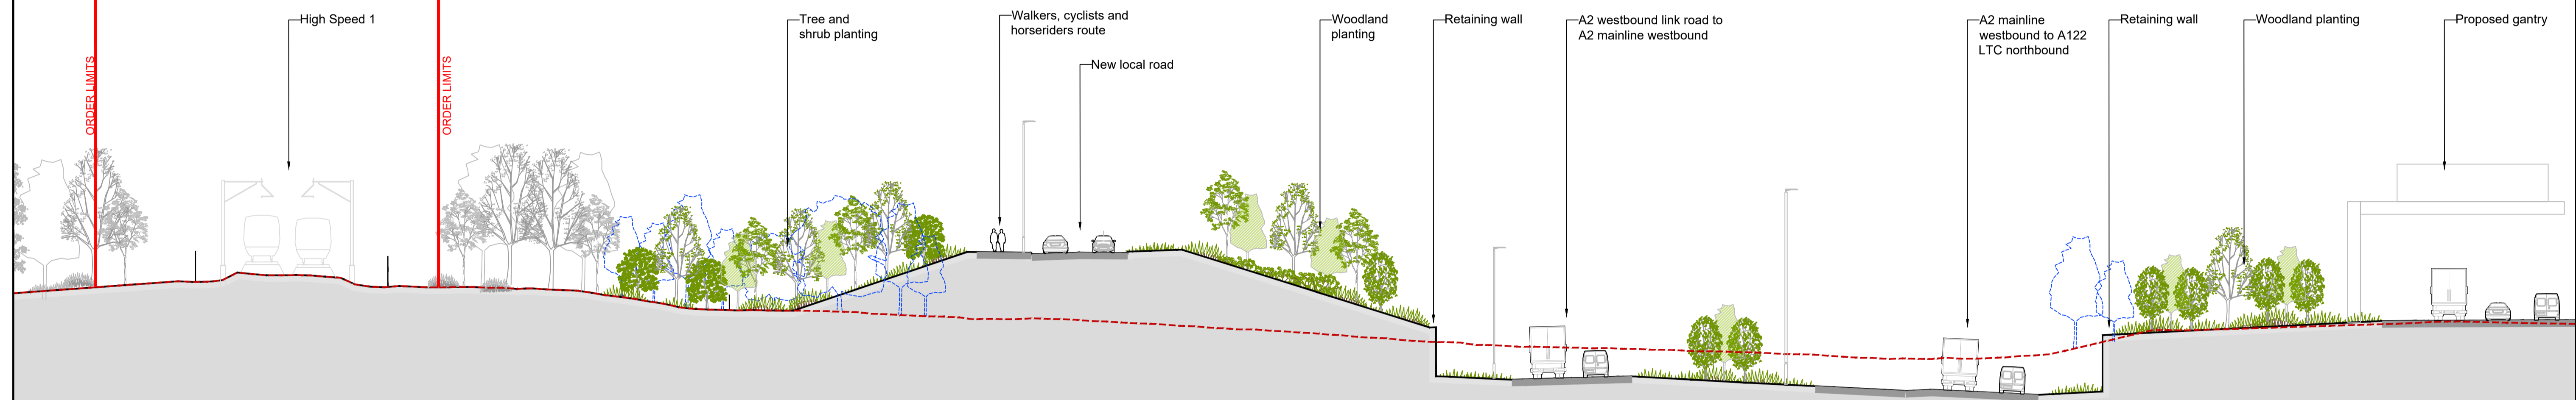 ORDER LIMITS
High Speed 1
ORDER LIMITS
Tree and
shrub planting
Walkers, cyclists and
horseriders route
New local road
Woodland
planting
Retaining wall
A2 westbound link road to
A2 mainline westbound
A2 mainline
westbound to A122
LTC northbound
Retaining wall
Woodland planting
Proposed gantry